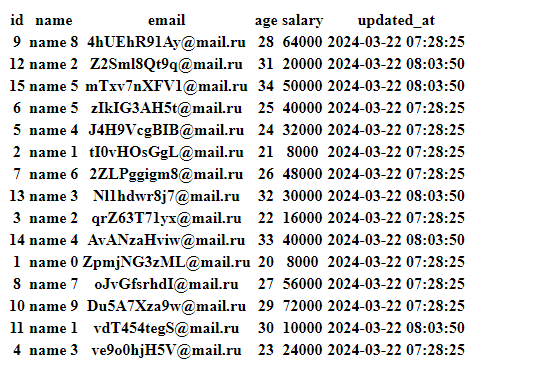 id name email age salary updated_at
9 name 8 4hUEhR91Ay@mail.ru 28 64000 2024-03-22 07:28:25
12 name 2 Z2Sml8Qt9q@mail.ru 31 20000 2024-03-22 08:03:50
15 name 5 mTxv7nXFV1@mail.ru 34 50000 2024-03-22 08:03:50
6 name 5 zIkIG3AH5t@mail.ru 25 40000 2024-03-22 07:28:25
5 name 4 J4H9VcgBIB@mail.ru 24 32000 2024-03-22 07:28:25
2 name 1 tI0vHOsGgL@mail.ru 21 8000 2024-03-22 07:28:25
7 name 6 2ZLPggigm8@mail.ru 26 48000 2024-03-22 07:28:25
13 name 3 Nl1hdwr8j7@mail.ru 32 30000 2024-03-22 08:03:50
3 name 2 qrZ63T71yx@mail.ru 22 16000 2024-03-22 07:28:25
14 name 4 AvANzaHviw@mail.ru 33 40000 2024-03-22 08:03:50
1 name 0 ZpmjNG3zML@mail.ru 20 8000 2024-03-22 07:28:25
8 name 7 oJvGfsrhdI@mail.ru 27 56000 2024-03-22 07:28:25
10 name 9 Du5A7Xza9w@mail.ru 29 72000 2024-03-22 07:28:25
11 name 1 vdT454tegS@mail.ru 30 10000 2024-03-22 08:03:50
4 name 3 ve9o0hjH5V@mail.ru 23 24000 2024-03-22 07:28:25